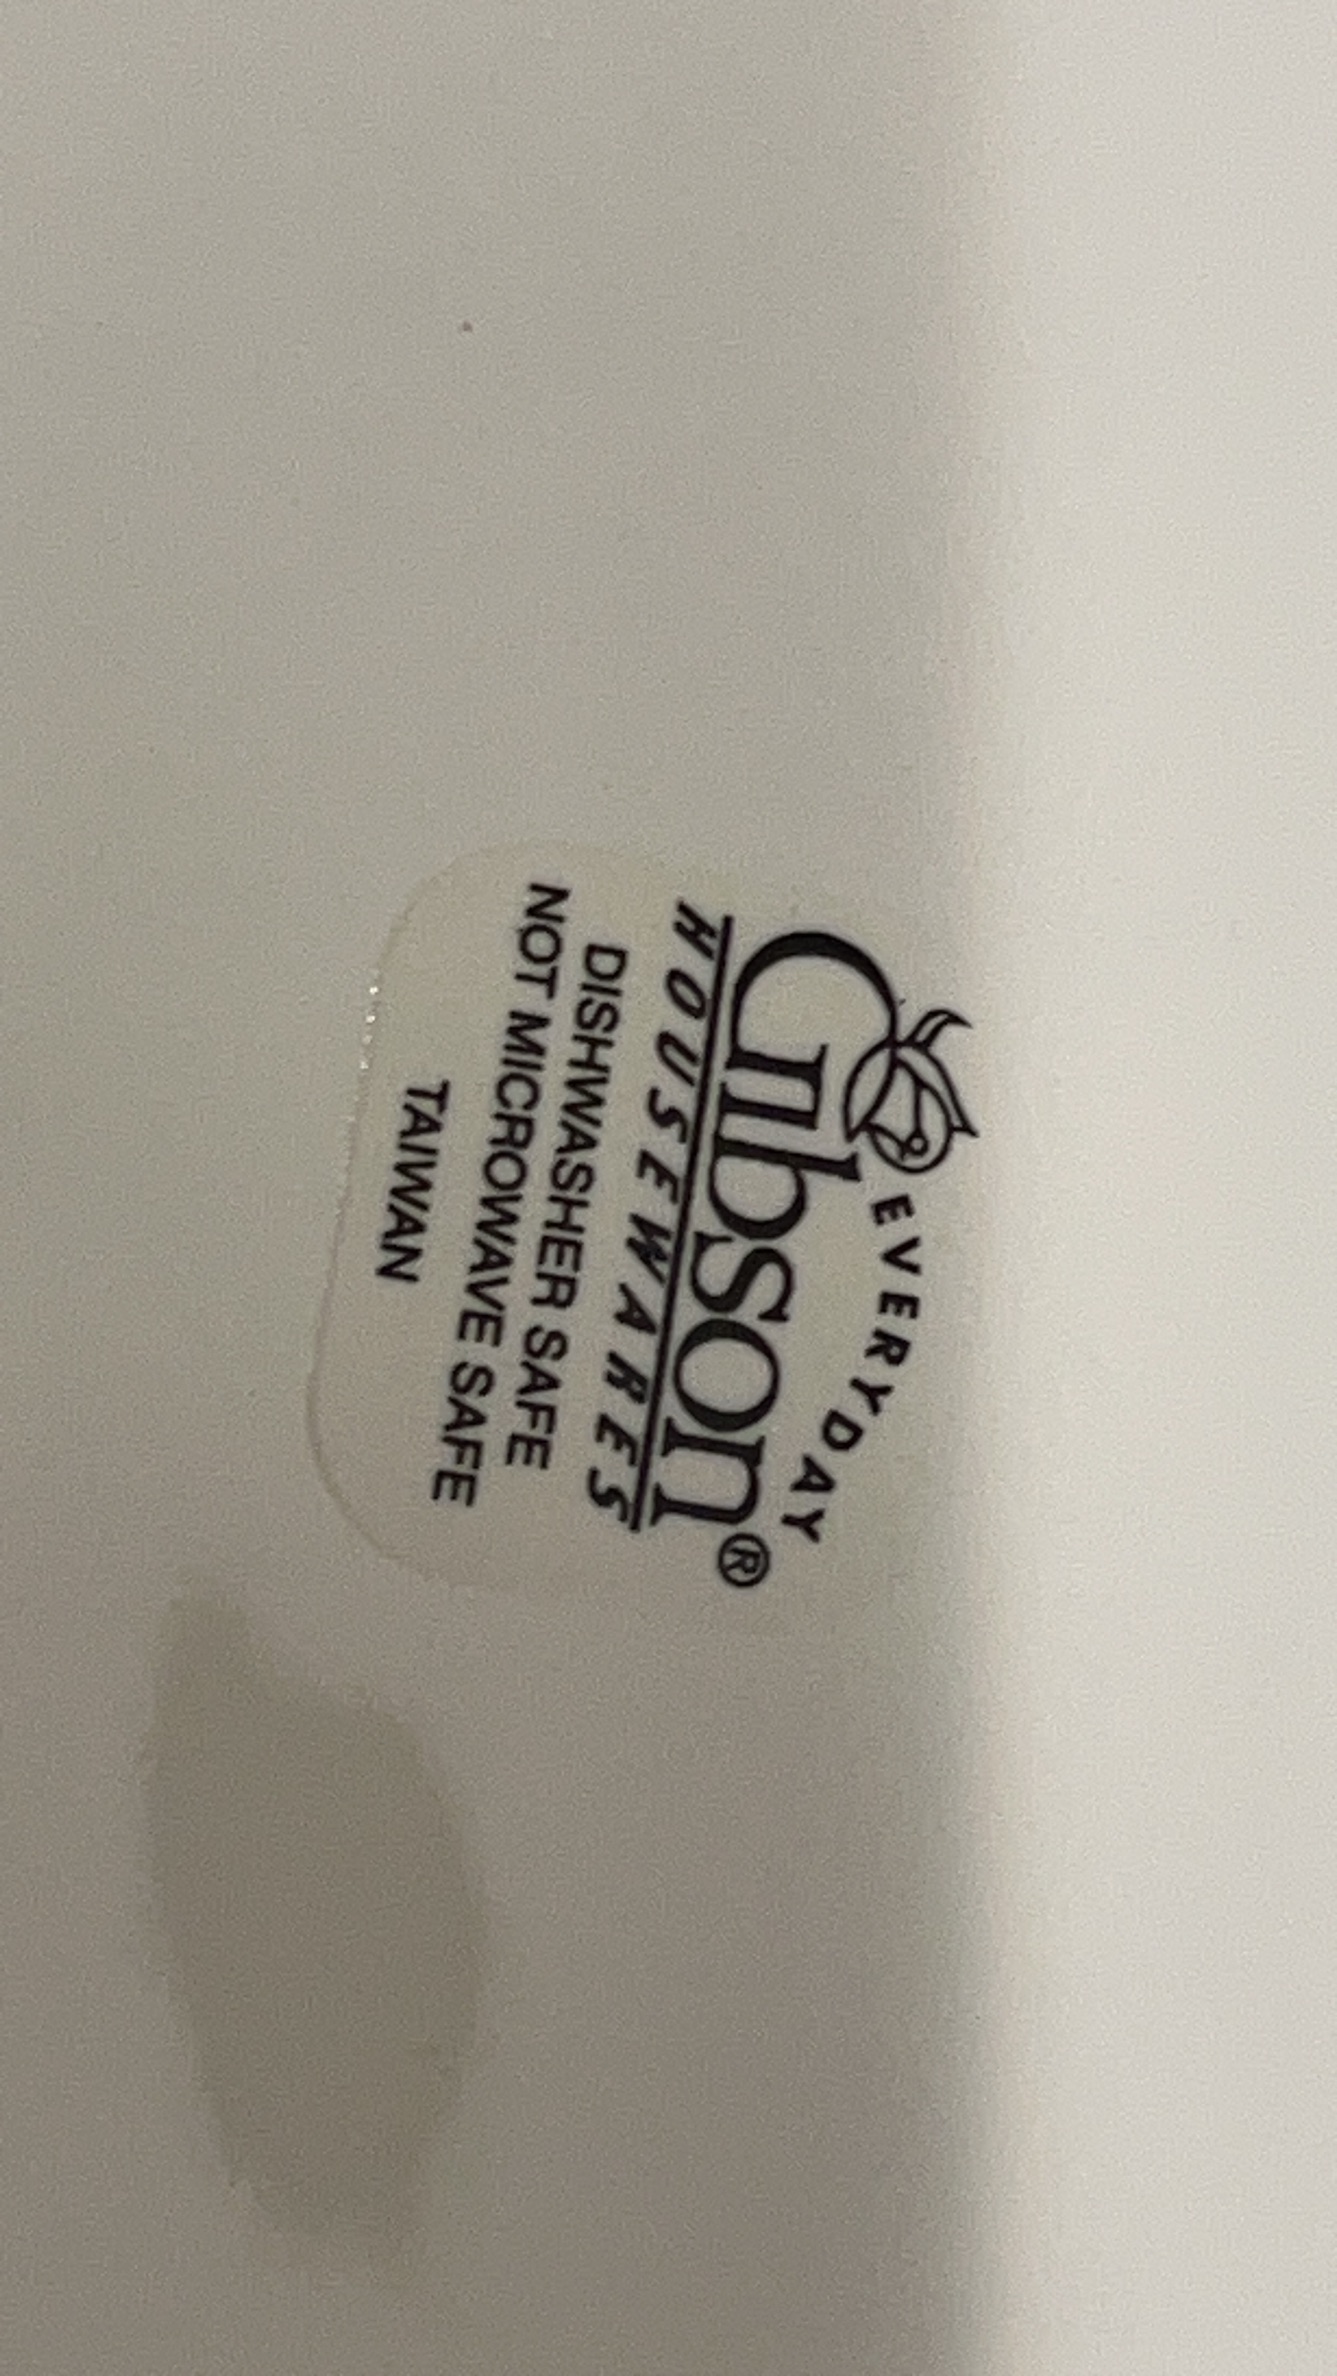 EVERYDAY
Gibson®
HOUSEWARES
DISHWASHER SAFE
NOT MICROWAVE SAFE
TAIWAN